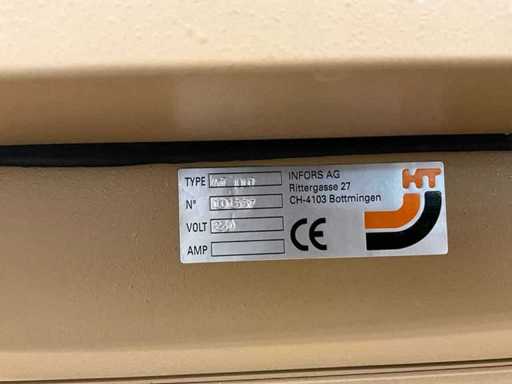 TYPE
INFORS AG
Rittergasse 27
CH-4103 Bottmingen
N°
VOLT 230
AMP
CE
HT